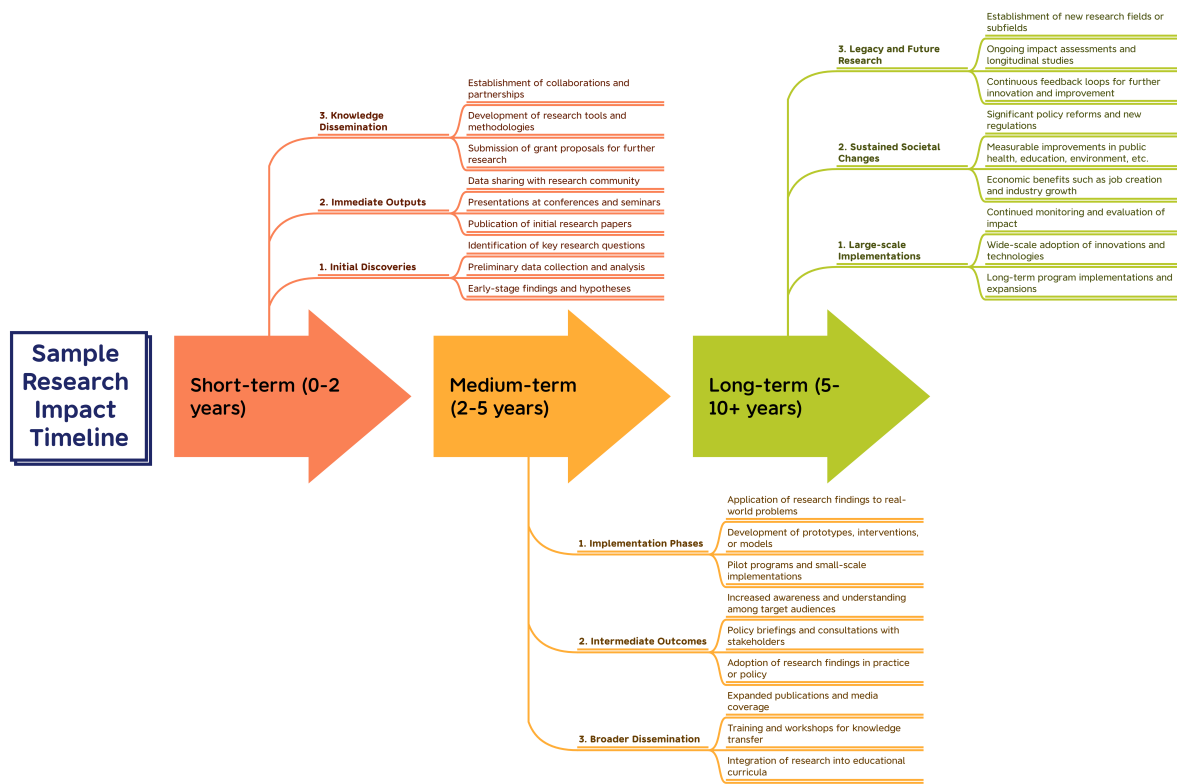 Sample
Research
Impact
Timeline
Short-term (0-2
years)
3. Knowledge
Dissemination
Establishment of collaborations and
partnerships
Development of research tools and
methodologies
Submission of grant proposals for further
research
2. Immediate Outputs
Data sharing with research community
Presentations at conferences and seminars
Publication of initial research papers
1. Initial Discoveries
Identification of key research questions
Preliminary data collection and analysis
Early-stage findings and hypotheses
Medium-term
(2-5 years)
1. Implementation Phases
Application of research findings to real-
world problems
Development of prototypes, interventions,
or models
Pilot programs and small-scale
implementations
2. Intermediate Outcomes
Increased awareness and understanding
among target audiences
Policy briefings and consultations with
stakeholders
Adoption of research findings in practice
or policy
3. Broader Dissemination
Expanded publications and media
coverage
Training and workshops for knowledge
transfer
Integration of research into educational
curricula
Long-term (5-
10+ years)
3. Legacy and Future
Research
Establishment of new research fields or
subfields
Ongoing impact assessments and
longitudinal studies
Continuous feedback loops for further
innovation and improvement
2. Sustained Societal
Changes
Significant policy reforms and new
regulations
Measurable improvements in public
health, education, environment, etc.
Economic benefits such as job creation
and industry growth
1. Large-scale
Implementations
Continued monitoring and evaluation of
impact
Wide-scale adoption of innovations and
technologies
Long-term program implementations and
expansions